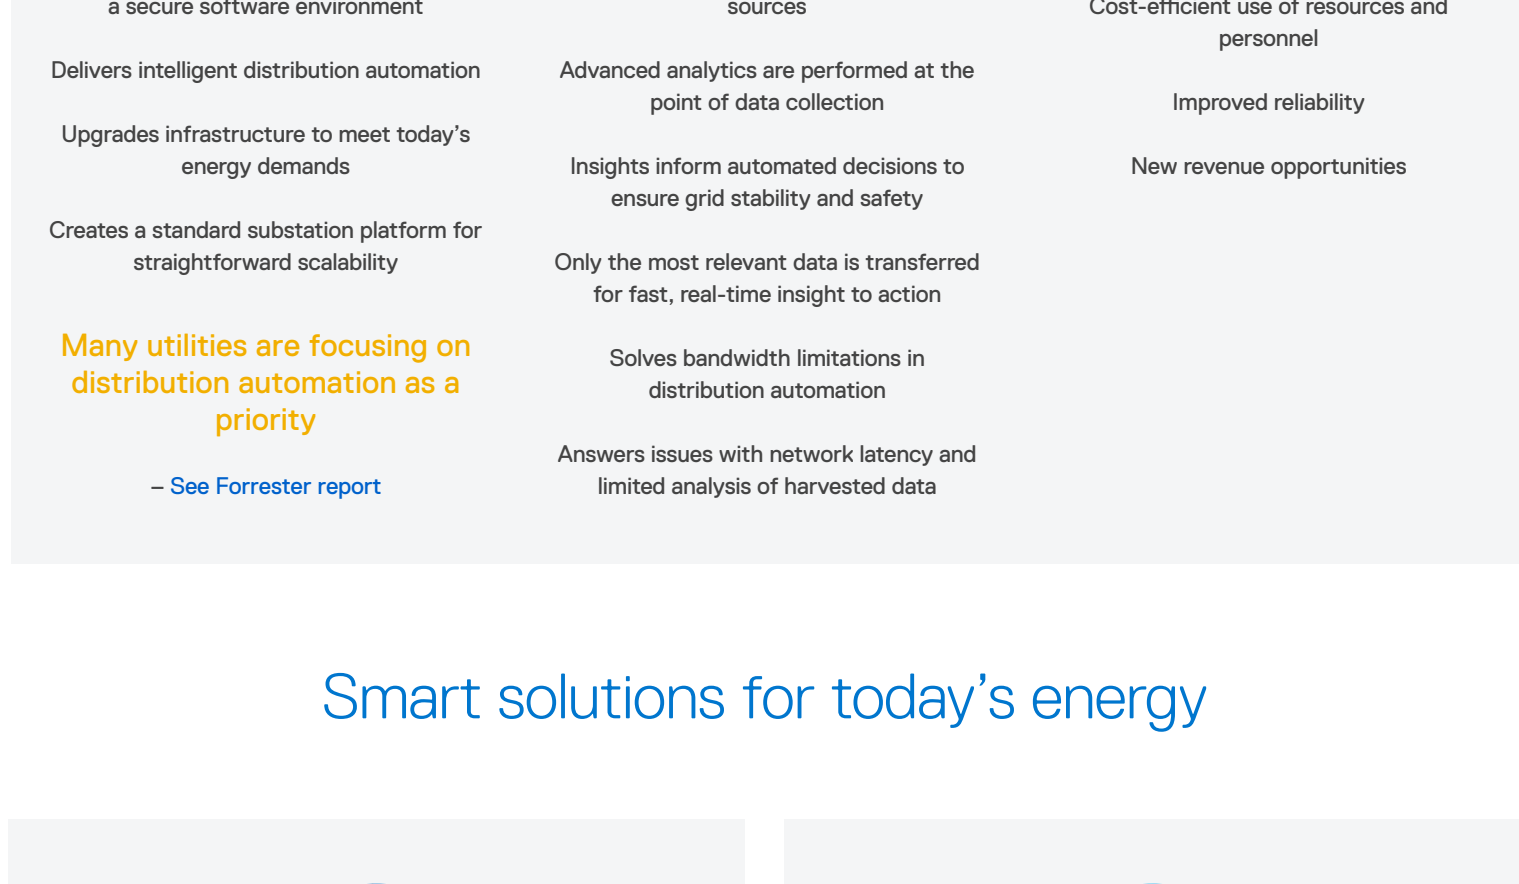 a secure software environment
Delivers intelligent distribution automation
Upgrades infrastructure to meet today's
energy demands
Creates a standard substation platform for
straightforward scalability
Many utilities are focusing on
distribution automation as a
priority
– See Forrester report
sources
Advanced analytics are performed at the
point of data collection
Insights inform automated decisions to
ensure grid stability and safety
Only the most relevant data is transferred
for fast, real-time insight to action
Solves bandwidth limitations in
distribution automation
Answers issues with network latency and
limited analysis of harvested data
Cost-efficient use of resources and
personnel
Improved reliability
New revenue opportunities
Smart solutions for today's energy